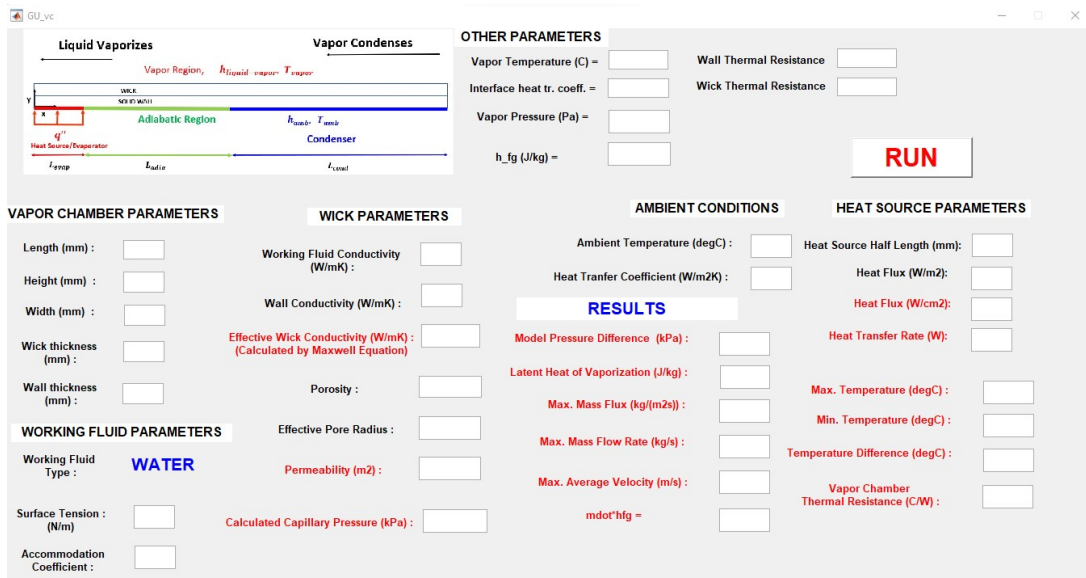 GU_vc
Liquid Vaporizes
Vapor Condenses
Vapor Region, h_liquid-vapor, T_vapor
WICK
SOLID WALL
Y
x
q''
Heat Source/Evaporator
Adiabatic Region
h_amb, T_amb
Condenser
L_evap
L_adia
L_cond
OTHER PARAMETERS
Vapor Temperature (C) =
Interface heat tr. coeff. =
Vapor Pressure (Pa) =
h_fg (J/kg) =
Wall Thermal Resistance
Wick Thermal Resistance
RUN
VAPOR CHAMBER PARAMETERS
Length (mm) :
Height (mm) :
Width (mm) :
Wick thickness
(mm) :
Wall thickness
(mm) :
WORKING FLUID PARAMETERS
Working Fluid
Type :
WATER
Surface Tension :
(N/m)
Accommodation
Coefficient :
WICK PARAMETERS
Working Fluid Conductivity
(W/mK) :
Wall Conductivity (W/mK) :
Effective Wick Conductivity (W/mK) :
(Calculated by Maxwell Equation)
Porosity :
Effective Pore Radius :
Permeability (m2) :
Calculated Capillary Pressure (kPa) :
AMBIENT CONDITIONS
Ambient Temperature (degC) :
Heat Tranfer Coefficient (W/m2K) :
RESULTS
Model Pressure Difference (kPa) :
Latent Heat of Vaporization (J/kg) :
Max. Mass Flux (kg/(m2s)) :
Max. Mass Flow Rate (kg/s) :
Max. Average Velocity (m/s) :
mdot*hfg =
HEAT SOURCE PARAMETERS
Heat Source Half Length (mm):
Heat Flux (W/m2):
Heat Flux (W/cm2):
Heat Transfer Rate (W):
Max. Temperature (degC) :
Min. Temperature (degC) :
Temperature Difference (degC) :
Vapor Chamber
Thermal Resistance (C/W) :